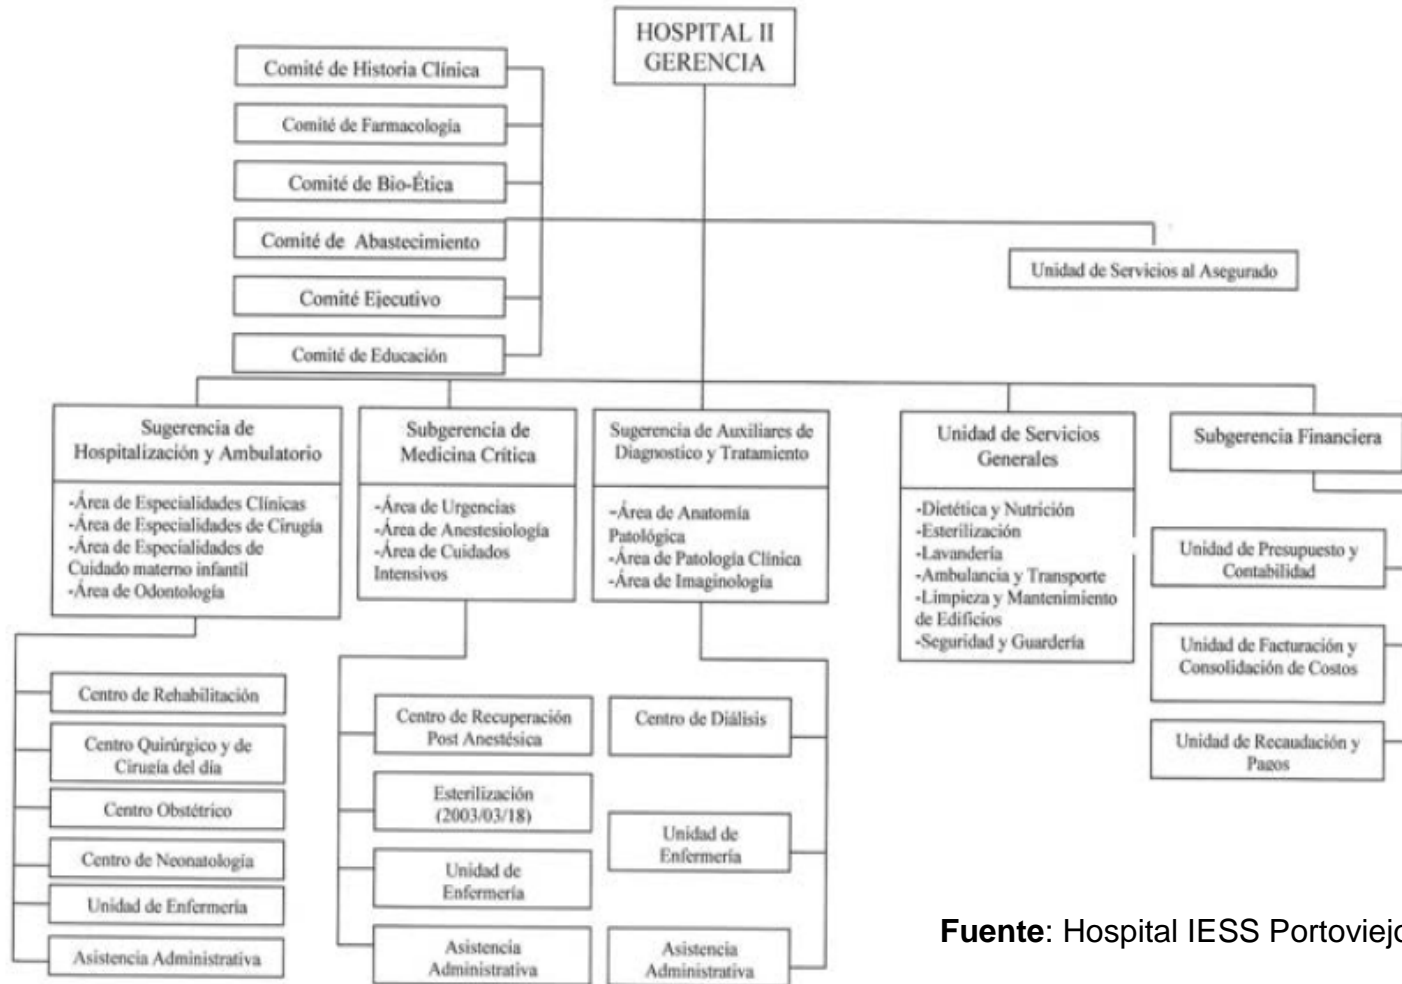 HOSPITAL II
GERENCIA
Comité de Historia Clínica
Comité de Farmacología
Comité de Bio-Ética
Comité de Abastecimiento
Comité Ejecutivo
Comité de Educación
Unidad de Servicios al Asegurado
Sugerencia de
Hospitalización y Ambulatorio
-Área de Especialidades Clínicas
-Área de Especialidades de Cirugía
-Área de Especialidades de
Cuidado materno infantil
-Área de Odontología
Centro de Rehabilitación
Centro Quirúrgico y de
Cirugía del día
Centro Obstétrico
Centro de Neonatología
Unidad de Enfermería
Asistencia Administrativa
Subgerencia de
Medicina Crítica
-Área de Urgencias
-Área de Anestesiología
-Área de Cuidados
Intensivos
Centro de Recuperación
Post Anestésica
Esterilización
(2003/03/18)
Unidad de
Enfermería
Asistencia
Administrativa
Sugerencia de Auxiliares de
Diagnostico y Tratamiento
-Área de Anatomía
Patológica
-Área de Patología Clínica
-Área de Imaginología
Centro de Diálisis
Unidad de
Enfermería
Asistencia
Administrativa
Unidad de Servicios
Generales
-Dietética y Nutrición
-Esterilización
-Lavandería
-Ambulancia y Transporte
-Limpieza y Mantenimiento
de Edificios
-Seguridad y Guardería
Subgerencia Financiera
Unidad de Presupuesto y
Contabilidad
Unidad de Facturación y
Consolidación de Costos
Unidad de Recaudación y
Pagos
Fuente: Hospital IESS Portoviejo